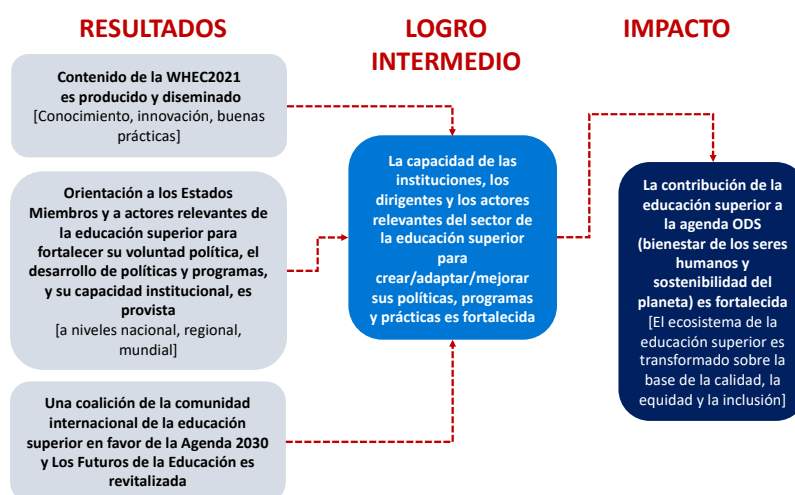 RESULTADOS
LOGRO
INTERMEDIO
IMPACTO
Contenido de la WHEC2021
es producido y diseminado
[Conocimiento, innovación, buenas
prácticas]
Orientación a los Estados
Miembros y a actores relevantes de
la educación superior para
fortalecer su voluntad política, el
desarrollo de políticas y programas,
y su capacidad institucional, es
provista
[a niveles nacional, regional,
mundial]
Una coalición de la comunidad
internacional de la educación
superior en favor de la Agenda 2030
y Los Futuros de la Educación es
revitalizada
La capacidad de las
instituciones, los
dirigentes y los actores
relevantes del sector de
la educación superior
para
crear/adaptar/mejorar
sus políticas, programas
y prácticas es fortalecida
La contribución de la
educación superior a
la agenda ODS
(bienestar de los seres
humanos y
sostenibilidad del
planeta) es fortalecida
[El ecosistema de la
educación superior es
transformado sobre la
base de la calidad, la
equidad y la inclusión]